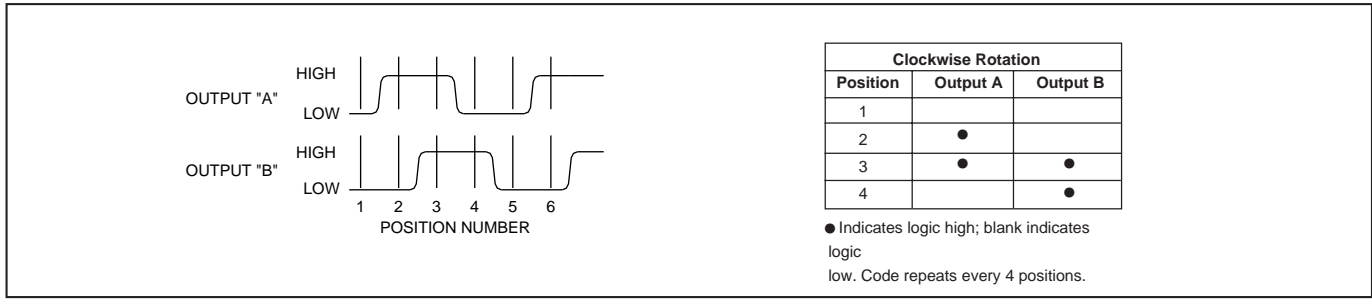 OUTPUT "A"
HIGH
LOW
OUTPUT "B"
HIGH
LOW
1 2 3 4 5 6
POSITION NUMBER
Clockwise Rotation
Position Output A Output B
1
2 ●
3 ● ●
4 ●
● Indicates logic high; blank indicates
logic
low. Code repeats every 4 positions.